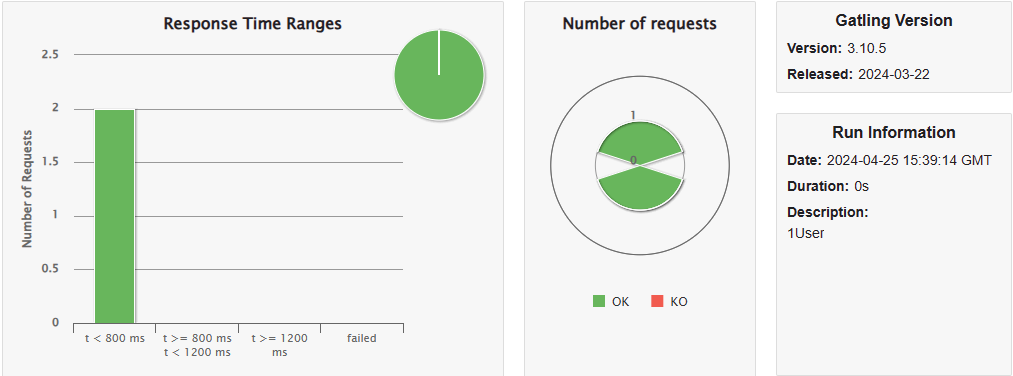 Response Time Ranges
Number of Requests
2.5
2
1.5
1
0.5
0
t < 800 ms
t >= 800 ms
t < 1200 ms
t >= 1200
ms
failed
Number of requests
1
0
OK
KO
Gatling Version
Version: 3.10.5
Released: 2024-03-22
Run Information
Date: 2024-04-25 15:39:14 GMT
Duration: 0s
Description:
1User